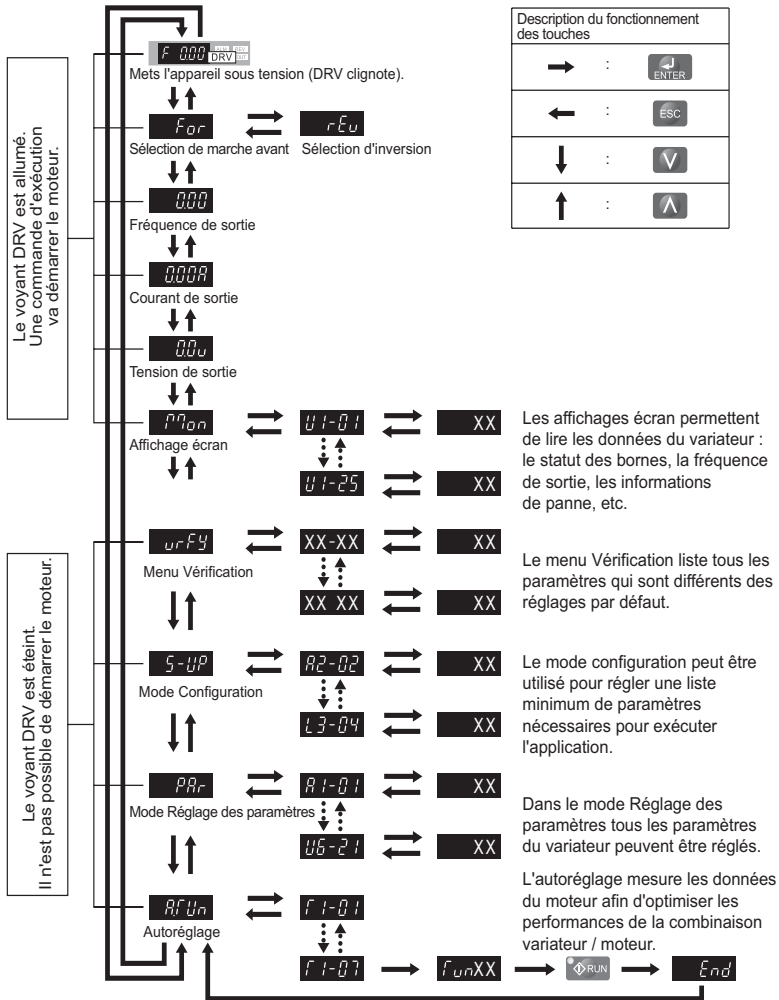 F 0.00
ALM REV
DRV OUT
Mets l'appareil sous tension (DRV clignote).
For
rEv
Sélection de marche avant
Sélection d'inversion
0.00
Fréquence de sortie
0.00A
Courant de sortie
0.0v
Tension de sortie
Mon
U1-01
XX
Affichage écran
U1-25
XX
Les affichages écran permettent
de lire les données du variateur :
le statut des bornes, la fréquence
de sortie, les informations
de panne, etc.
Le voyant DRV est allumé.
Une commande d'exécution
va démarrer le moteur.
Description du fonctionnement
des touches
→ : ENTER
← : ESC
↓ : V
↑ : Λ
vrFY
XX-XX
XX
Menu Vérification
XX XX
XX
Le menu Vérification liste tous les
paramètres qui sont différents des
réglages par défaut.
S-UP
A2-02
XX
Mode Configuration
L3-04
XX
Le mode configuration peut être
utilisé pour régler une liste
minimum de paramètres
nécessaires pour exécuter
l'application.
PAr
A1-01
XX
Mode Réglage des paramètres
U6-21
XX
Dans le mode Réglage des
paramètres tous les paramètres
du variateur peuvent être réglés.
Le voyant DRV est éteint.
Il n'est pas possible de démarrer le moteur.
A.TUn
T1-01
Autoréglage
L'autoréglage mesure les données
du moteur afin d'optimiser les
performances de la combinaison
variateur / moteur.
T1-07
TunXX
RUN
End